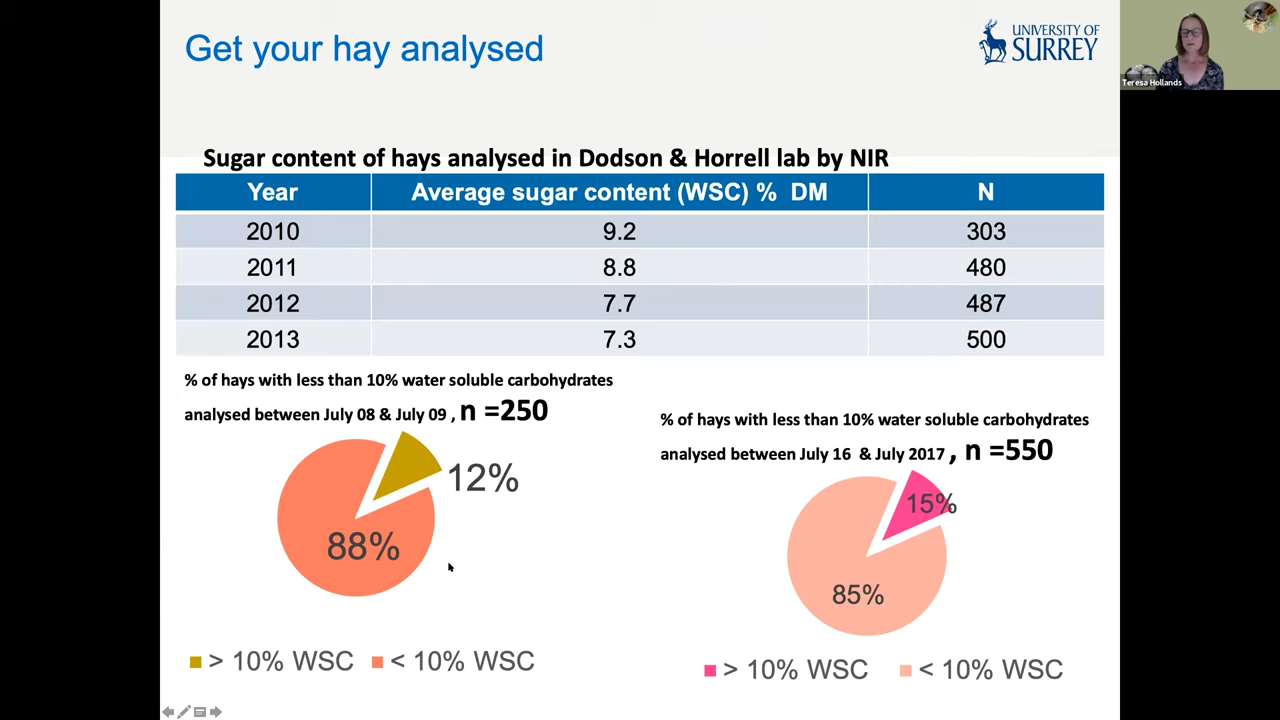 Get your hay analysed
UNIVERSITY OF
SURREY
Teresa Hollands
Sugar content of hays analysed in Dodson & Horrell lab by NIR
Year Average sugar content (WSC) % DM N
2010 9.2 303
2011 8.8 480
2012 7.7 487
2013 7.3 500
% of hays with less than 10% water soluble carbohydrates
analysed between July 08 & July 09 , n =250
12%
88%
> 10% WSC < 10% WSC
% of hays with less than 10% water soluble carbohydrates
analysed between July 16 & July 2017 , n =550
15%
85%
> 10% WSC < 10% WSC